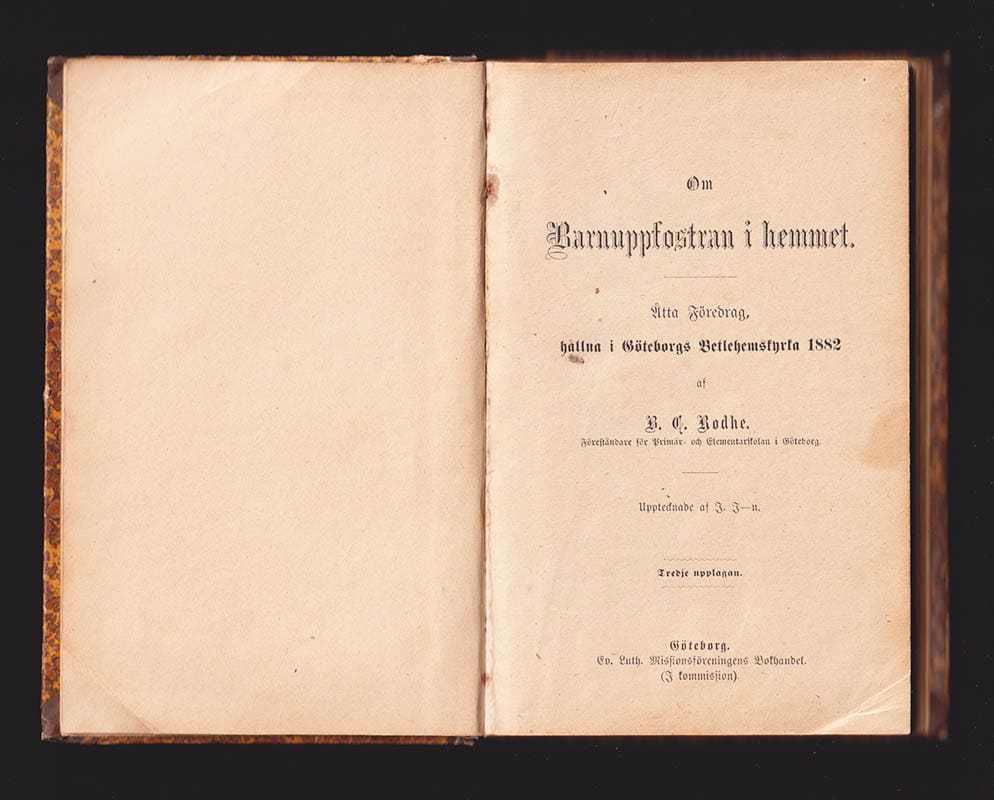 Om
Barnuppfostran i hemmet.
Åtta Föredrag,
hållna i Göteborgs Betlehemskyrka 1882
af
B. C. Rodhe.
Föreståndare för Primär- och Elementarskolan i Göteborg.
Upptecknade af J. J—n.
Tredje upplagan.
Göteborg.
Ev. Luth. Missionsföreningens Bokhandel.
(I kommission)